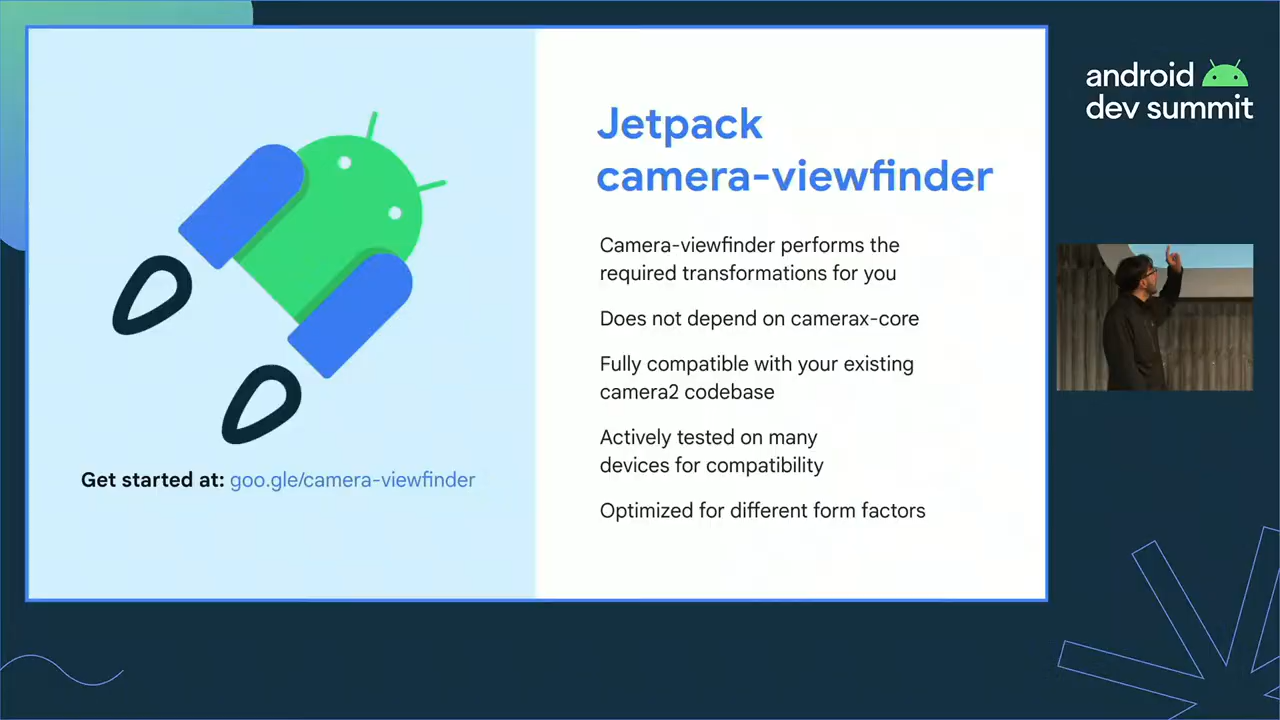 Jetpack
camera-viewfinder
Camera-viewfinder performs the
required transformations for you
Does not depend on camerax-core
Fully compatible with your existing
camera2 codebase
Actively tested on many
devices for compatibility
Optimized for different form factors
Get started at: goo.gle/camera-viewfinder
android
dev summit